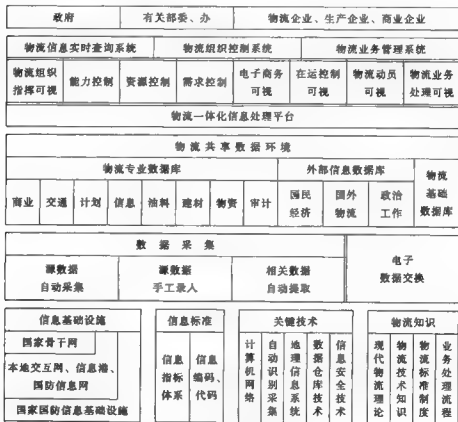 政府 有关部委、办 物流企业、生产企业、商业企业
物流信息实时查询系统 物流组织控制系统 物流业务管理系统
物流组织指挥可视 能力控制 资源控制 需求控制 电子商务可视 在运控制可视 物流动员可视 物流业务处理可视
物流一体化信息处理平台
物流共享数据环境
物流专业数据库 外部信息数据库 物流基础数据库
商业 交通 计划 信息 油料 建材 物资 审计 国民经济 国外物流 政治工作
数据采集 电子数据交换
源数据自动采集 源数据手工录入 相关数据自动提取
信息基础设施 信息标准 关键技术 物流知识
国家骨干网
本地交互网、信息港、
国防信息网
国家国防信息基础设施
信息指标体系
信息编码、代码
计算机网络
自动识别采集
地理信息系统
数据仓库技术
信息安全技术
现代物流理论
物流技术知识
物流标准制度
业务处理流程